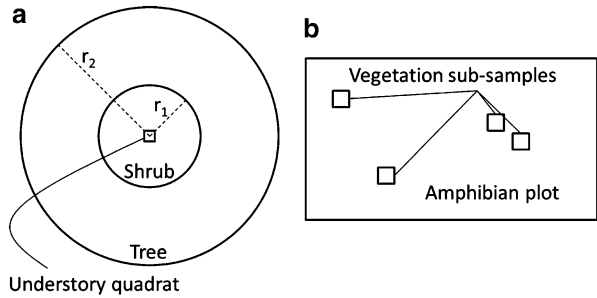 a
r₂
r₁
Shrub
Tree
Understory quadrat
b
Vegetation sub-samples
Amphibian plot